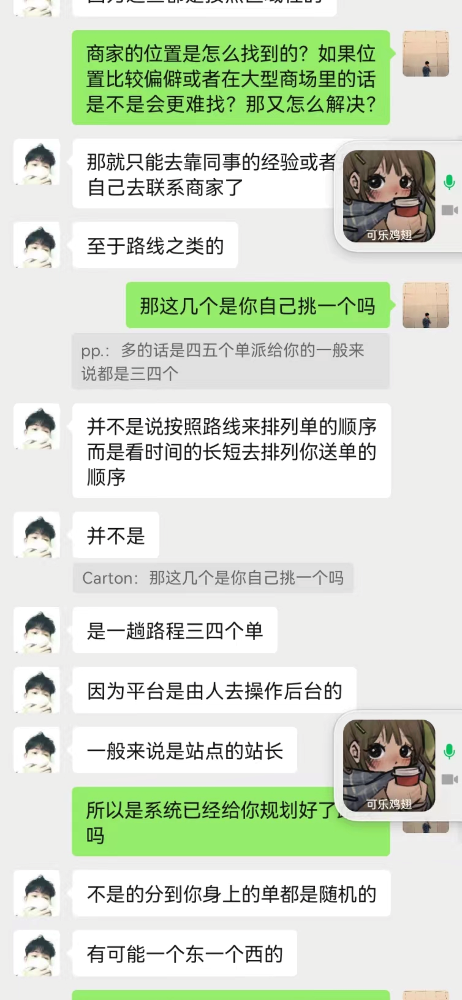 商家的位置是怎么找到的？如果位
置比较偏僻或者在大型商场里的话
是不是会更难找？那又怎么解决？
那就只能去靠同事的经验或者
自己去联系商家了
可乐鸡翅
至于路线之类的
那这几个是你自己挑一个吗
pp.：多的话是四五个单派给你的一般来
说都是三四个
并不是说按照路线来排列单的顺序
而是看时间的长短去排列你送单的
顺序
并不是
Carton：那这几个是你自己挑一个吗
是一趟路程三四个单
因为平台是由人去操作后台的
一般来说是站点的站长
所以是系统已经给你规划好了
吗
可乐鸡翅
不是的分到你身上的单都是随机的
有可能一个东一个西的